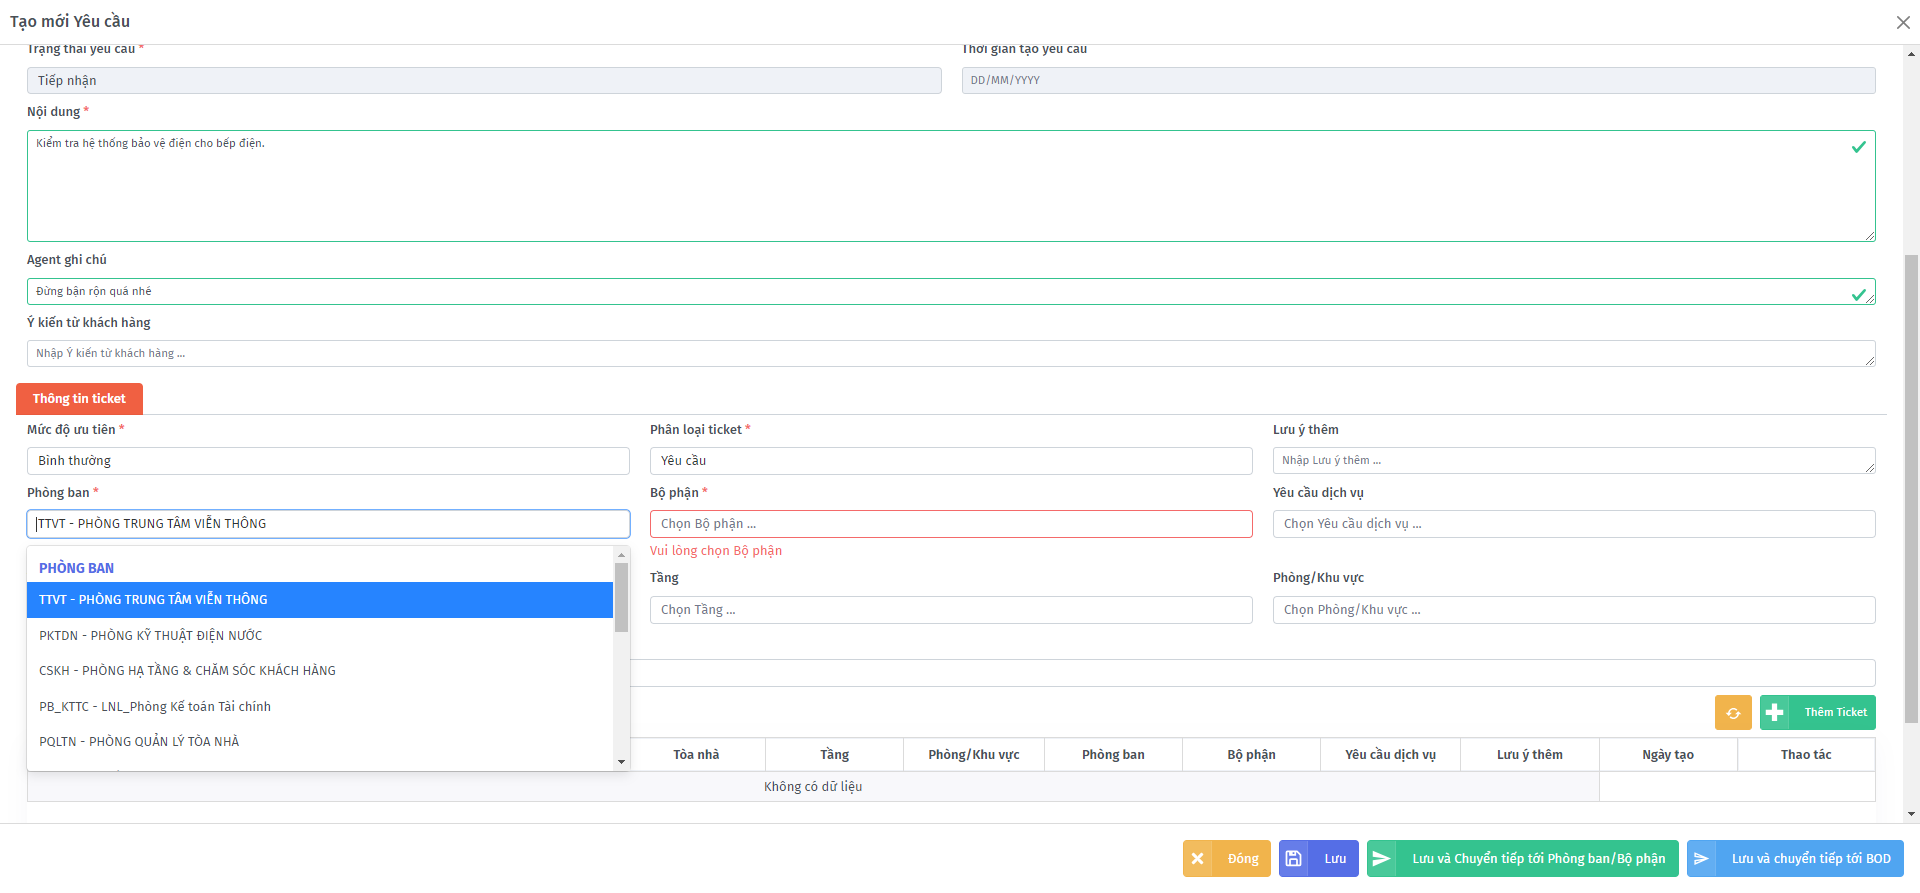 Tạo mới Yêu cầu
Trạng thái yêu cầu *
Thời gian tạo yêu cầu
Tiếp nhận
DD/MM/YYYY
Nội dung *
Kiểm tra hệ thống bảo vệ điện cho bếp điện.
Agent ghi chú
Đừng bận rộn quá nhé
Ý kiến từ khách hàng
Nhập Ý kiến từ khách hàng ...
Thông tin ticket
Mức độ ưu tiên *
Phân loại ticket *
Lưu ý thêm
Bình thường
Yêu cầu
Nhập Lưu ý thêm ...
Phòng ban *
Bộ phận *
Yêu cầu dịch vụ
TTVT - PHÒNG TRUNG TÂM VIỄN THÔNG
Chọn Bộ phận ...
Chọn Yêu cầu dịch vụ ...
Vui lòng chọn Bộ phận
PHÒNG BAN
TTVT - PHÒNG TRUNG TÂM VIỄN THÔNG
PKTDN - PHÒNG KỸ THUẬT ĐIỆN NƯỚC
CSKH - PHÒNG HẠ TẦNG & CHĂM SÓC KHÁCH HÀNG
PB_KTTC - LNL_Phòng Kế toán Tài chính
PQLTN - PHÒNG QUẢN LÝ TÒA NHÀ
Tầng
Phòng/Khu vực
Chọn Tầng ...
Chọn Phòng/Khu vực ...
Thêm Ticket
Tòa nhà
Tầng
Phòng/Khu vực
Phòng ban
Bộ phận
Yêu cầu dịch vụ
Lưu ý thêm
Ngày tạo
Thao tác
Không có dữ liệu
Đóng
Lưu
Lưu và Chuyển tiếp tới Phòng ban/Bộ phận
Lưu và chuyển tiếp tới BOD